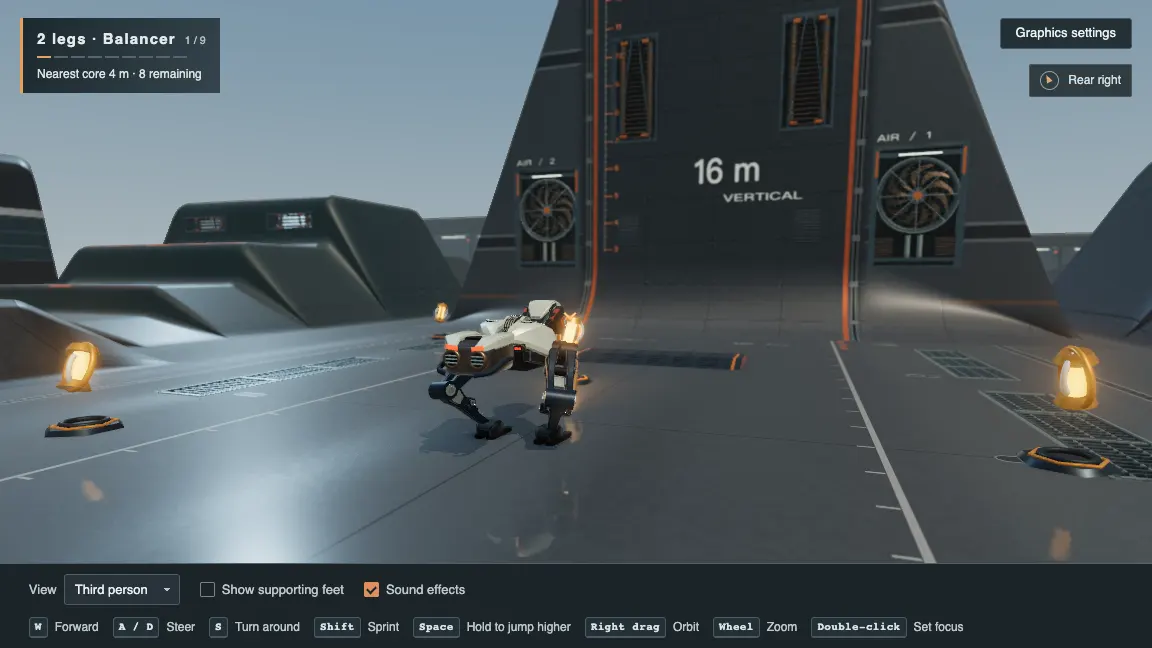 2 legs · Balancer 1 / 9
Nearest core 4 m · 8 remaining
Graphics settings
Rear right
AIR / 2
AIR / 1
16 m
VERTICAL
View Third person Show supporting feet Sound effects
W Forward A / D Steer S Turn around Shift Sprint Space Hold to jump higher Right drag Orbit Wheel Zoom Double-click Set focus